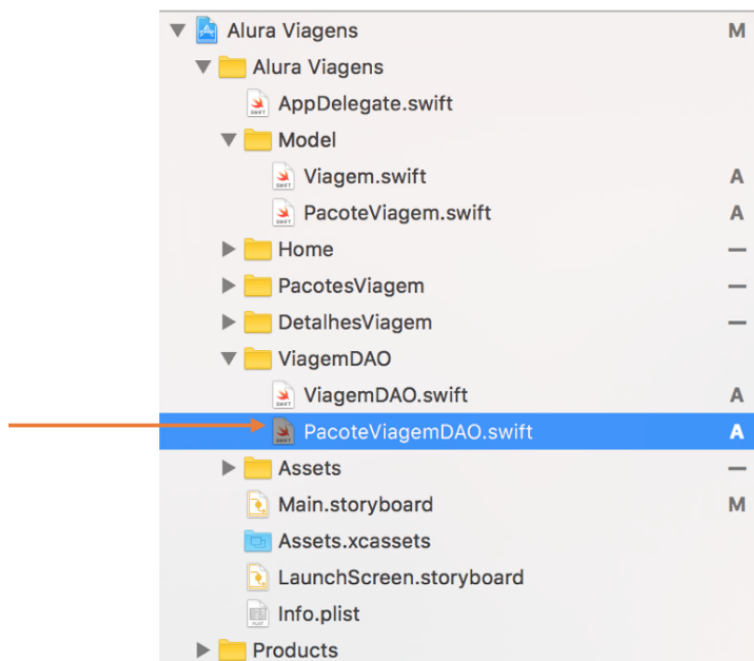 Alura Viagens M
Alura Viagens
AppDelegate.swift
Model
Viagem.swift A
PacoteViagem.swift A
Home —
PacotesViagem —
DetalhesViagem —
ViagemDAO
ViagemDAO.swift A
PacoteViagemDAO.swift A
Assets —
Main.storyboard M
Assets.xcassets
LaunchScreen.storyboard
Info.plist
Products